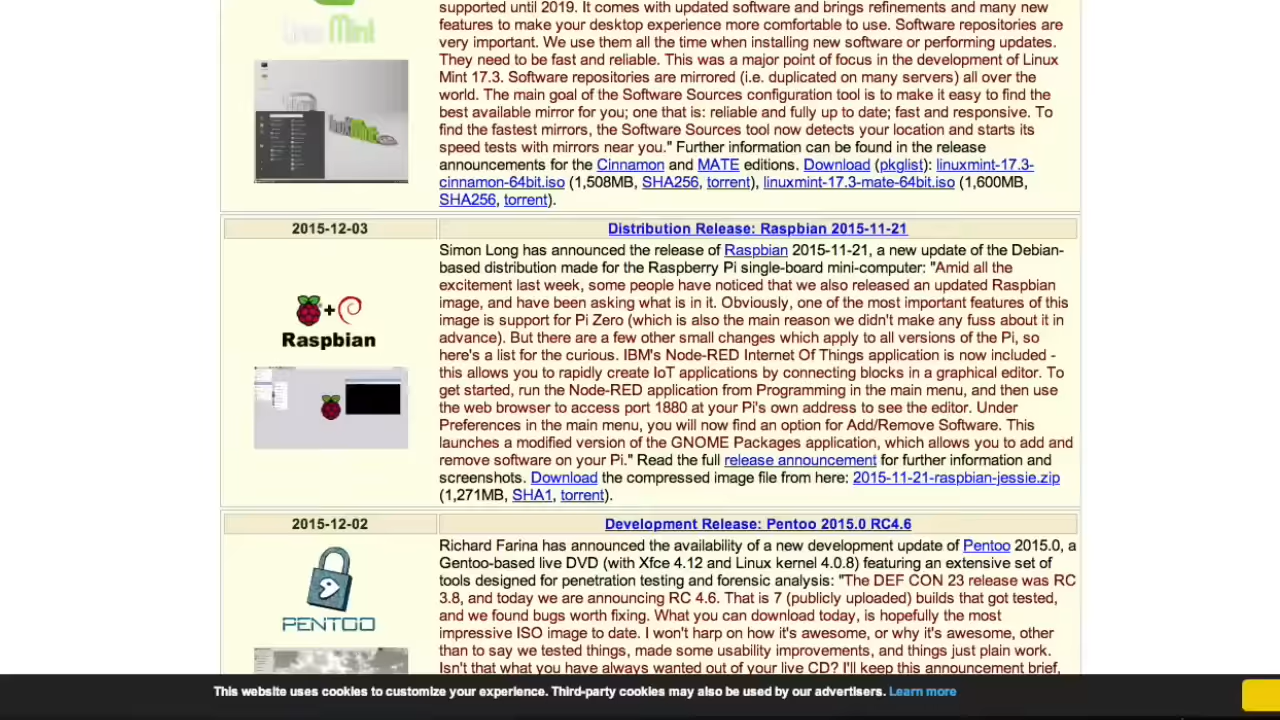 supported until 2019. It comes with updated software and brings refinements and many new
features to make your desktop experience more comfortable to use. Software repositories are
very important. We use them all the time when installing new software or performing updates.
They need to be fast and reliable. This was a major point of focus in the development of Linux
Mint 17.3. Software repositories are mirrored (i.e. duplicated on many servers) all over the
world. The main goal of the Software Sources configuration tool is to make it easy to find the
best available mirror for you; one that is: reliable and fully up to date; fast and responsive. To
find the fastest mirrors, the Software Sources tool now detects your location and starts its
speed tests with mirrors near you." Further information can be found in the release
announcements for the Cinnamon and MATE editions. Download (pkglist): linuxmint-17.3-
cinnamon-64bit.iso (1,508MB, SHA256, torrent), linuxmint-17.3-mate-64bit.iso (1,600MB,
SHA256, torrent).
Linux Mint
2015-12-03
Distribution Release: Raspbian 2015-11-21
Simon Long has announced the release of Raspbian 2015-11-21, a new update of the Debian-
based distribution made for the Raspberry Pi single-board mini-computer: "Amid all the
excitement last week, some people have noticed that we also released an updated Raspbian
image, and have been asking what is in it. Obviously, one of the most important features of this
image is support for Pi Zero (which is also the main reason we didn't make any fuss about it in
advance). But there are a few other small changes which apply to all versions of the Pi, so
here's a list for the curious. IBM's Node-RED Internet Of Things application is now included -
this allows you to rapidly create IoT applications by connecting blocks in a graphical editor. To
get started, run the Node-RED application from Programming in the main menu, and then use
the web browser to access port 1880 at your Pi's own address to see the editor. Under
Preferences in the main menu, you will now find an option for Add/Remove Software. This
launches a modified version of the GNOME Packages application, which allows you to add and
remove software on your Pi." Read the full release announcement for further information and
screenshots. Download the compressed image file from here: 2015-11-21-raspbian-jessie.zip
(1,271MB, SHA1, torrent).
+
Raspbian
2015-12-02
Development Release: Pentoo 2015.0 RC4.6
Richard Farina has announced the availability of a new development update of Pentoo 2015.0, a
Gentoo-based live DVD (with Xfce 4.12 and Linux kernel 4.0.8) featuring an extensive set of
tools designed for penetration testing and forensic analysis: "The DEF CON 23 release was RC
3.8, and today we are announcing RC 4.6. That is 7 (publicly uploaded) builds that got tested,
and we found bugs worth fixing. What you can download today, is hopefully the most
impressive ISO image to date. I won't harp on how it's awesome, or why it's awesome, other
than to say we tested things, made some usability improvements, and things just plain work.
Isn't that what you have always wanted out of your live CD? I'll keep this announcement brief,
PENTOO
This website uses cookies to customize your experience. Third-party cookies may also be used by our advertisers. Learn more